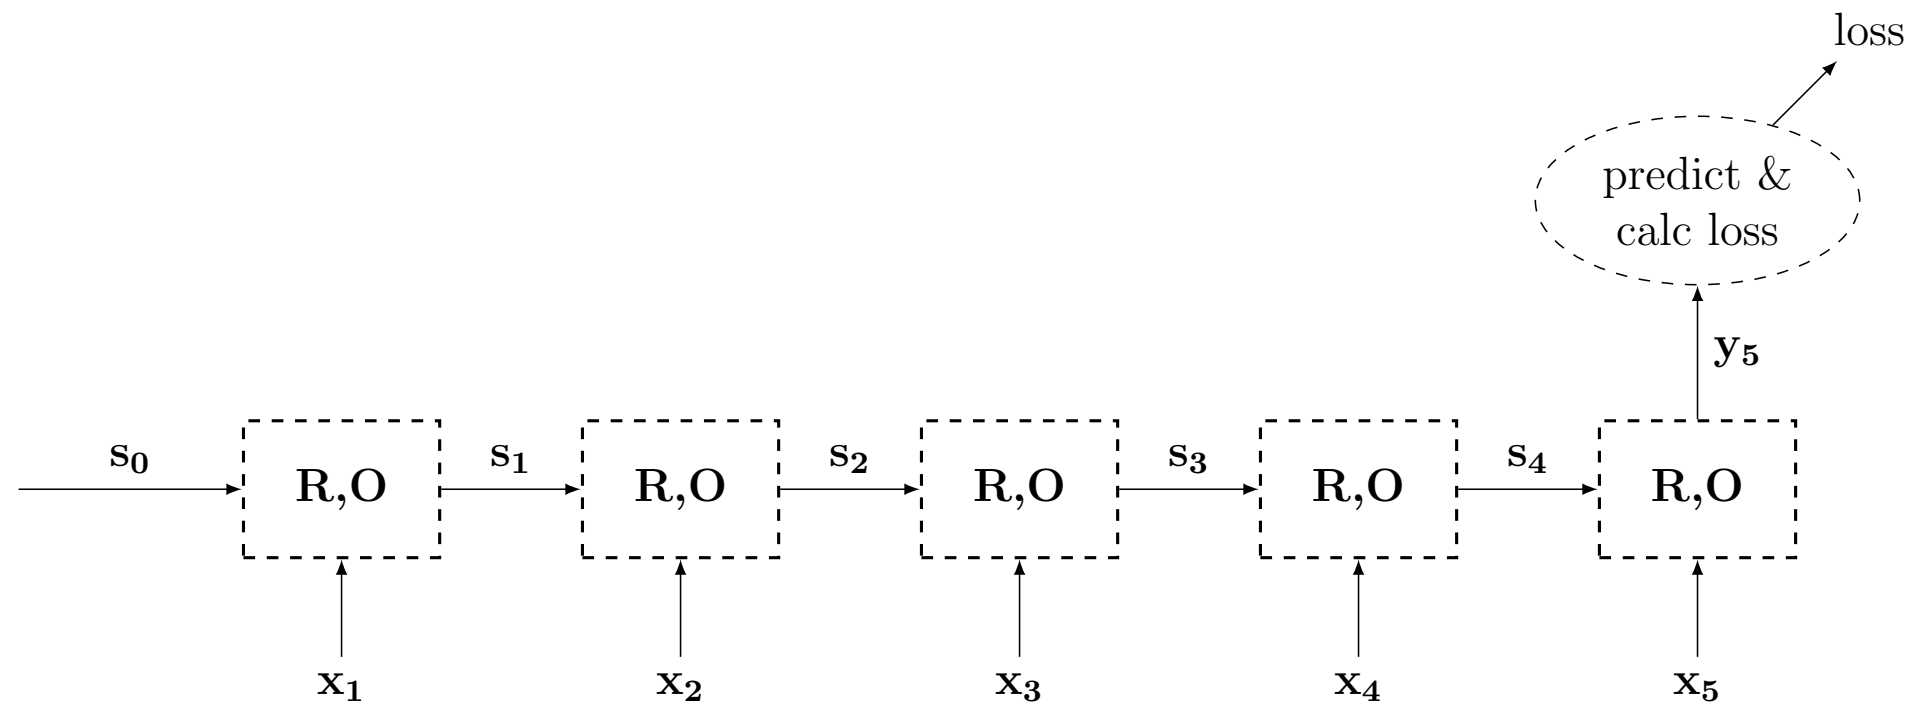 loss
predict &
calc loss
y₅
s₀ s₁ s₂ s₃ s₄
R,O R,O R,O R,O R,O
x₁ x₂ x₃ x₄ x₅